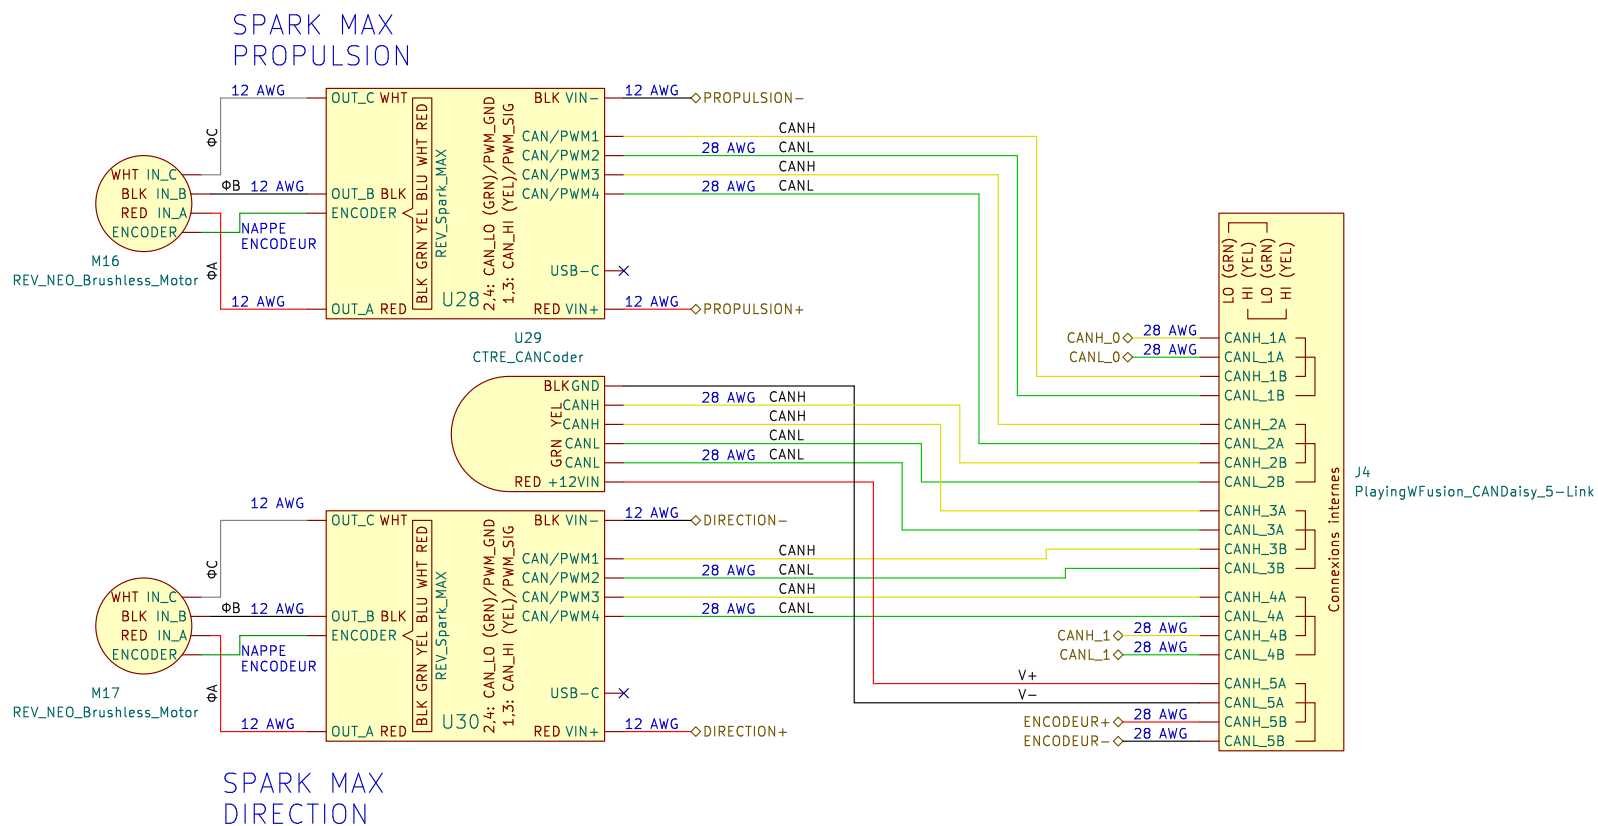 SPARK MAX
PROPULSION
12 AWG
ΦC
WHT IN_C
BLK IN_B
RED IN_A
ENCODER
M16
REV_NEO_Brushless_Motor
ΦB 12 AWG
NAPPE
ENCODEUR
ΦA
12 AWG
OUT_C WHT
OUT_B BLK
ENCODER
OUT_A RED
BLK GRN YEL BLU WHT RED
REV_Spark_MAX
U28
2,4: CAN_LO (GRN)/PWM_GND
1,3: CAN_HI (YEL)/PWM_SIG
BLK VIN-
CAN/PWM1
CAN/PWM2
CAN/PWM3
CAN/PWM4
USB-C
RED VIN+
12 AWG PROPULSION-
CANH
28 AWG CANL
CANH
28 AWG CANL
12 AWG PROPULSION+
U29
CTRE_CANCoder
BLK GND
YEL CANH
CANH
GRN CANL
CANL
RED +12VIN
28 AWG CANH
CANH
CANL
28 AWG CANL
12 AWG
ΦC
WHT IN_C
BLK IN_B
RED IN_A
ENCODER
M17
REV_NEO_Brushless_Motor
ΦB 12 AWG
NAPPE
ENCODEUR
ΦA
12 AWG
OUT_C WHT
OUT_B BLK
ENCODER
OUT_A RED
BLK GRN YEL BLU WHT RED
REV_Spark_MAX
U30
2,4: CAN_LO (GRN)/PWM_GND
1,3: CAN_HI (YEL)/PWM_SIG
BLK VIN-
CAN/PWM1
CAN/PWM2
CAN/PWM3
CAN/PWM4
USB-C
RED VIN+
12 AWG DIRECTION-
CANH
28 AWG CANL
CANH
28 AWG CANL
12 AWG DIRECTION+
V+
V-
SPARK MAX
DIRECTION
CANH_0 28 AWG
CANL_0 28 AWG
CANH_1 28 AWG
CANL_1 28 AWG
ENCODEUR+ 28 AWG
ENCODEUR- 28 AWG
LO (GRN)
HI (YEL)
LO (GRN)
HI (YEL)
CANH_1A
CANL_1A
CANH_1B
CANL_1B
CANH_2A
CANL_2A
CANH_2B
CANL_2B
CANH_3A
CANL_3A
CANH_3B
CANL_3B
CANH_4A
CANL_4A
CANH_4B
CANL_4B
CANH_5A
CANL_5A
CANH_5B
CANL_5B
Connexions internes
J4
PlayingWFusion_CANDaisy_5-Link